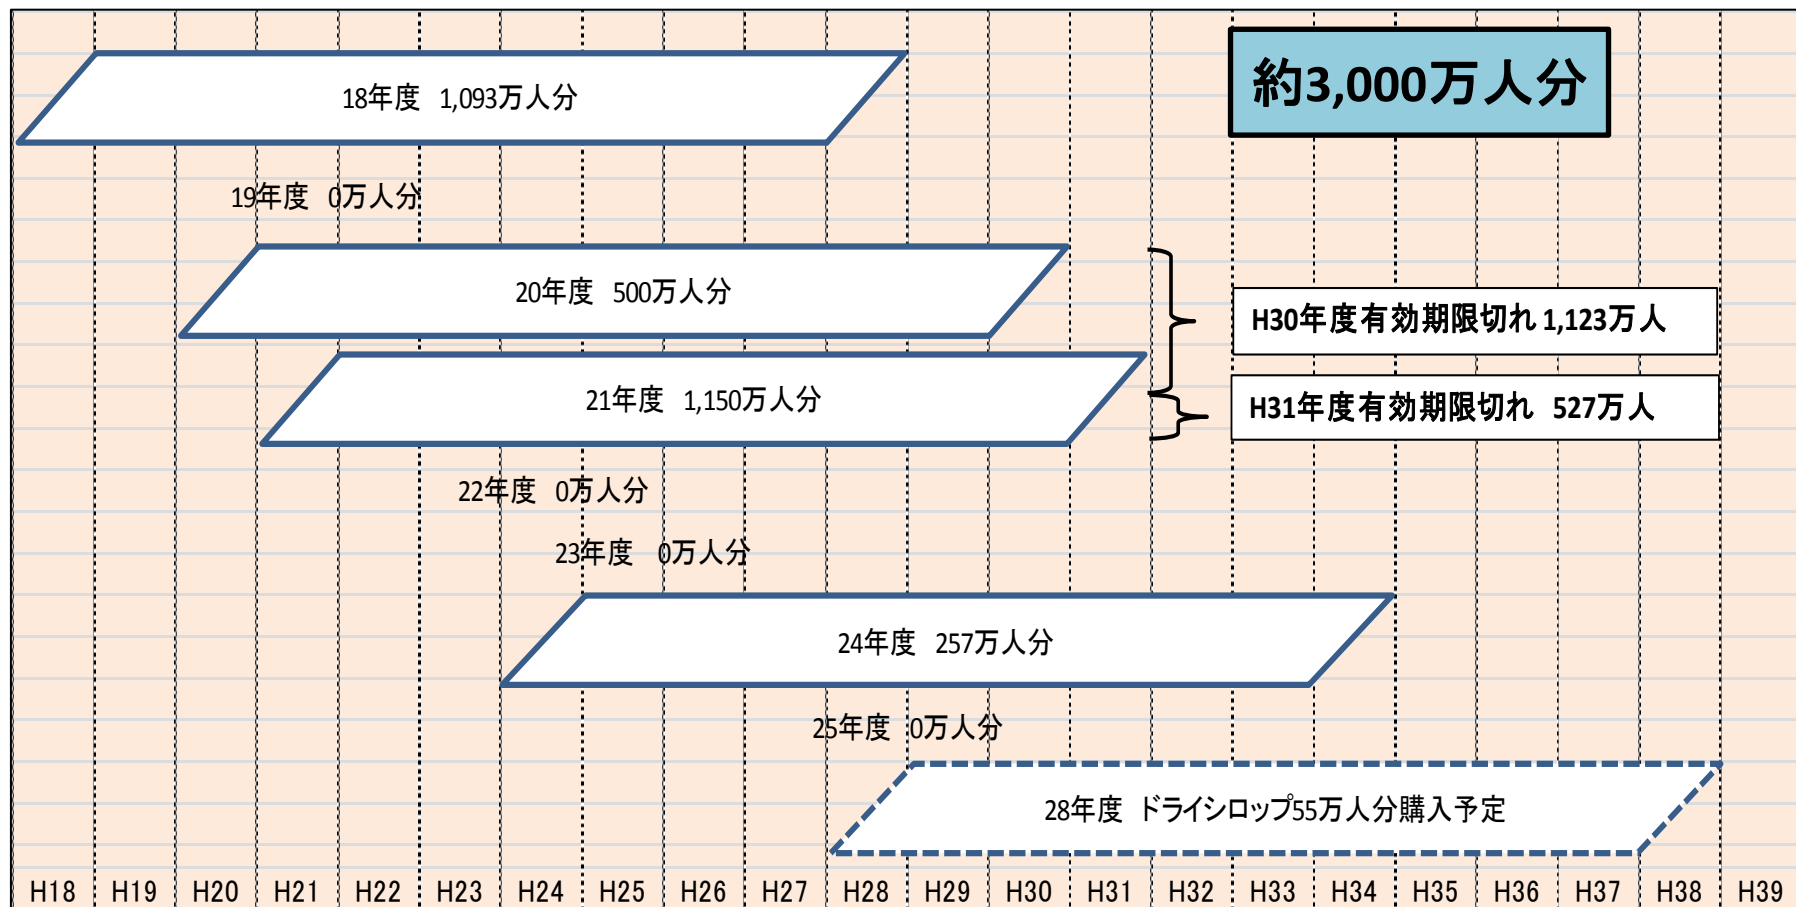 約3,000万人分
18年度 1,093万人分
19年度 0万人分
20年度 500万人分
H30年度有効期限切れ 1,123万人
21年度 1,150万人分
H31年度有効期限切れ 527万人
22年度 0万人分
23年度 0万人分
24年度 257万人分
25年度 0万人分
28年度 ドライシロップ55万人分購入予定
H18 H19 H20 H21 H22 H23 H24 H25 H26 H27 H28 H29 H30 H31 H32 H33 H34 H35 H36 H37 H38 H39